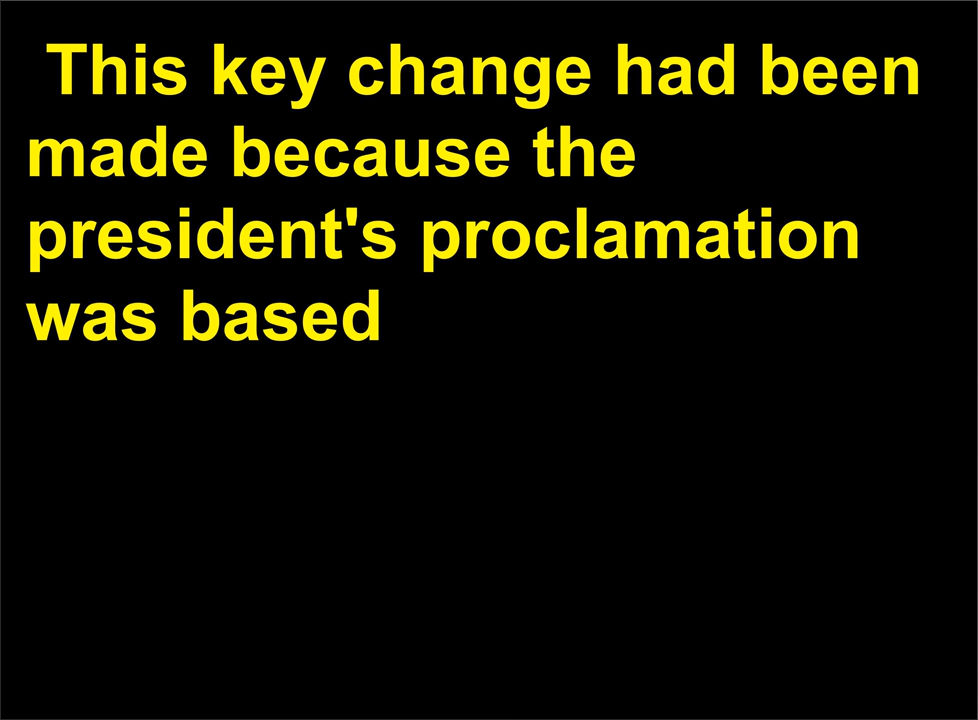 This key change had been
made because the
president's proclamation
was based